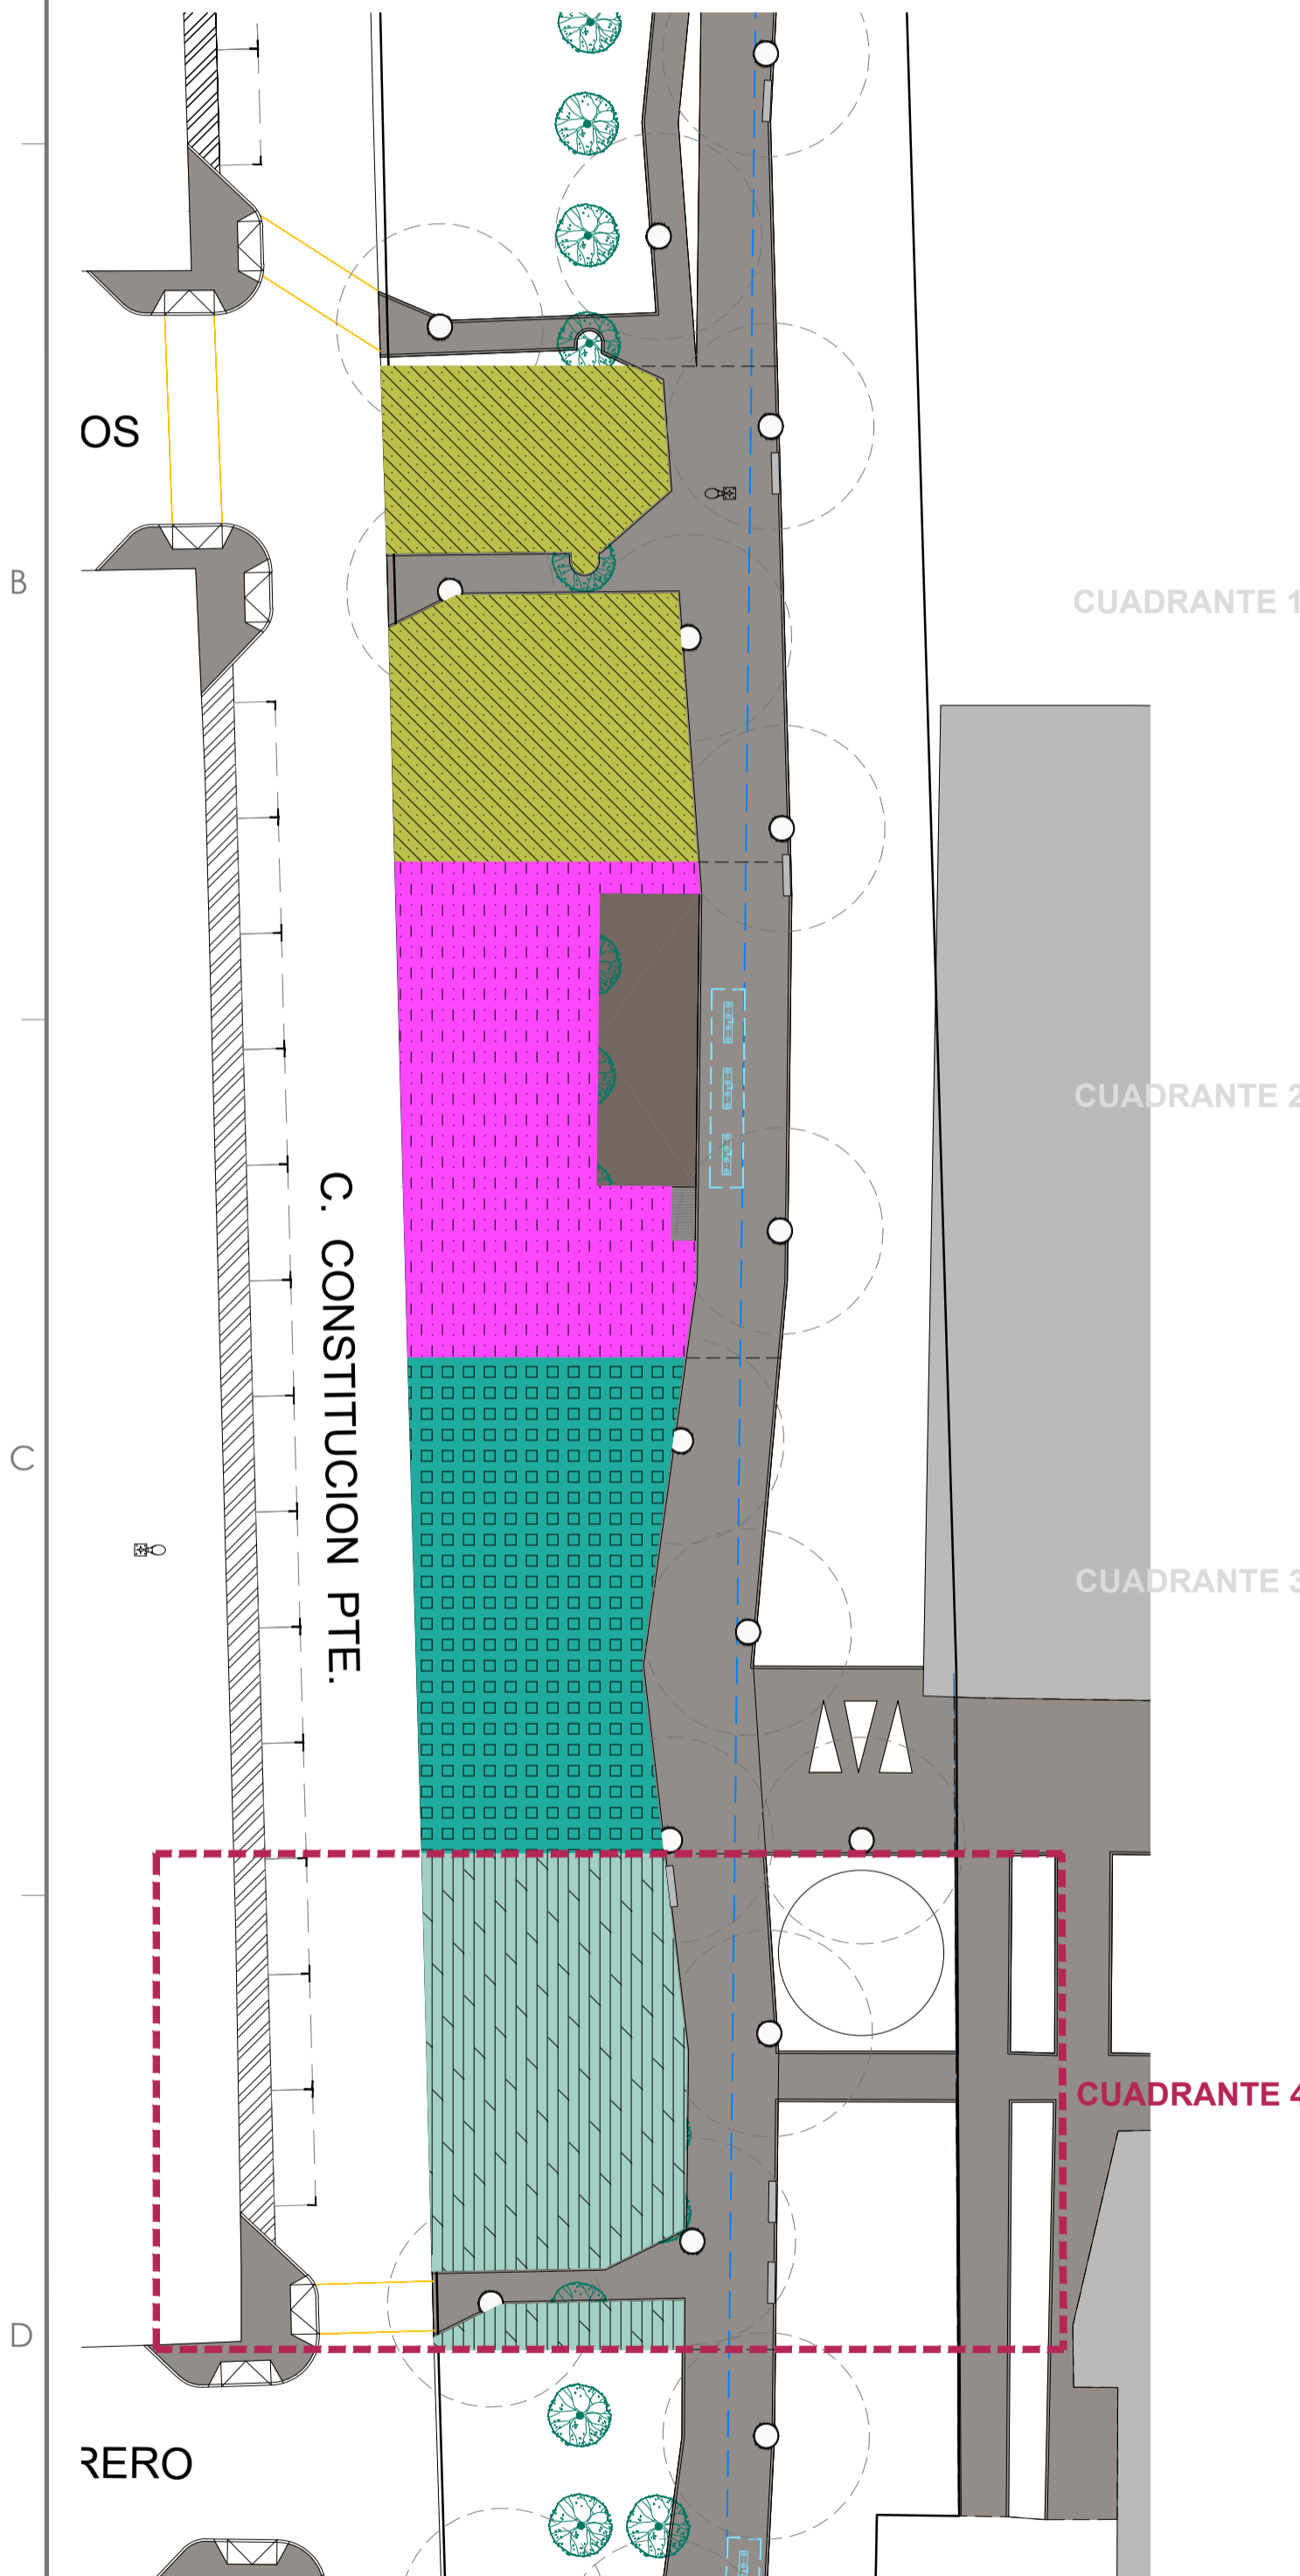 OS
B
CUADRANTE 1
CUADRANTE 2
C. CONSTITUCION PTE.
C
CUADRANTE 3
CUADRANTE 4
D
RERO